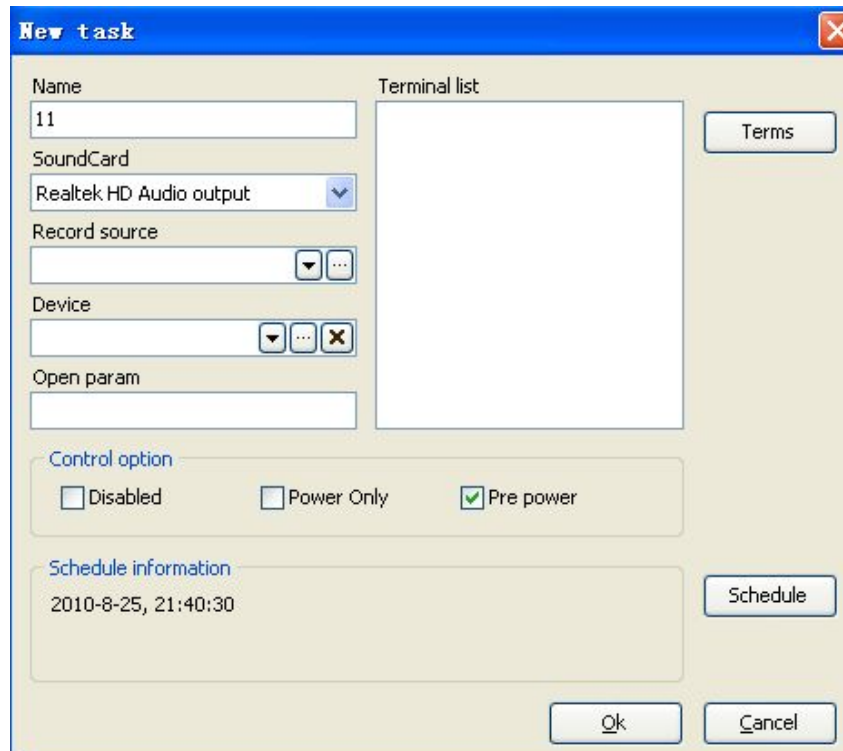 New task
Name
Terminal list
11
Terms
SoundCard
Realtek HD Audio output
Record source
...
Device
...
Open param
Control option
Disabled
Power Only
Pre power
Schedule information
2010-8-25, 21:40:30
Schedule
Ok
Cancel